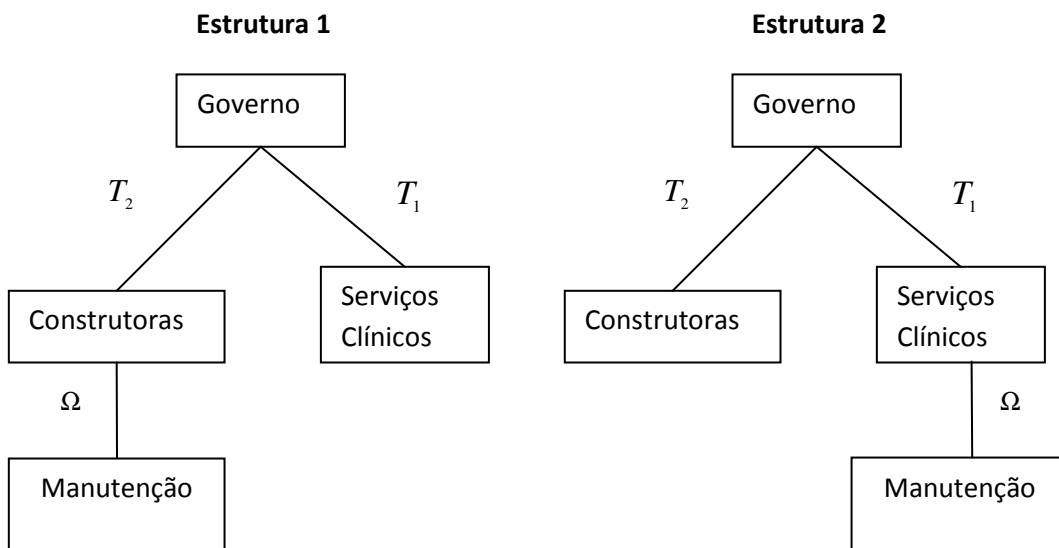 Estrutura 1
Governo
T₂
T₁
Construtoras
Serviços
Clínicos
Ω
Manutenção
Estrutura 2
Governo
T₂
T₁
Construtoras
Serviços
Clínicos
Ω
Manutenção